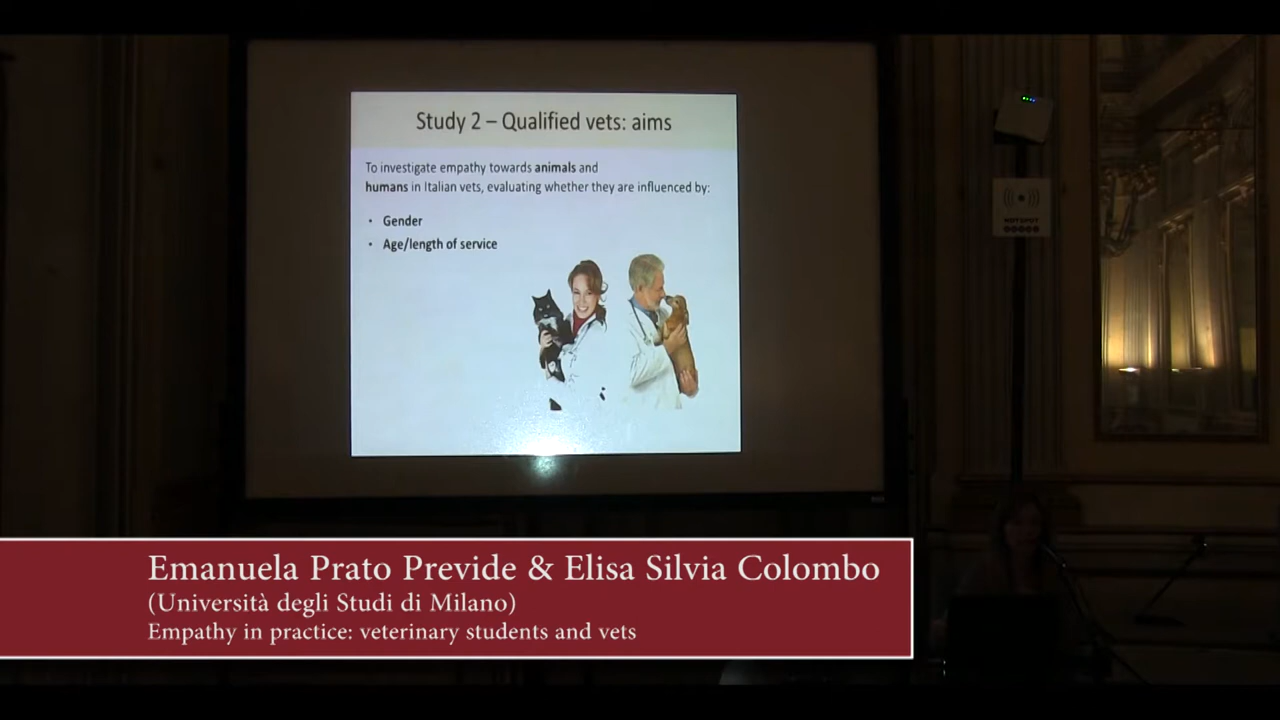 Study 2 – Qualified vets: aims
To investigate empathy towards animals and
humans in Italian vets, evaluating whether they are influenced by:
• Gender
• Age/length of service
HOT SPOT
Emanuela Prato Previde & Elisa Silvia Colombo
(Università degli Studi di Milano)
Empathy in practice: veterinary students and vets